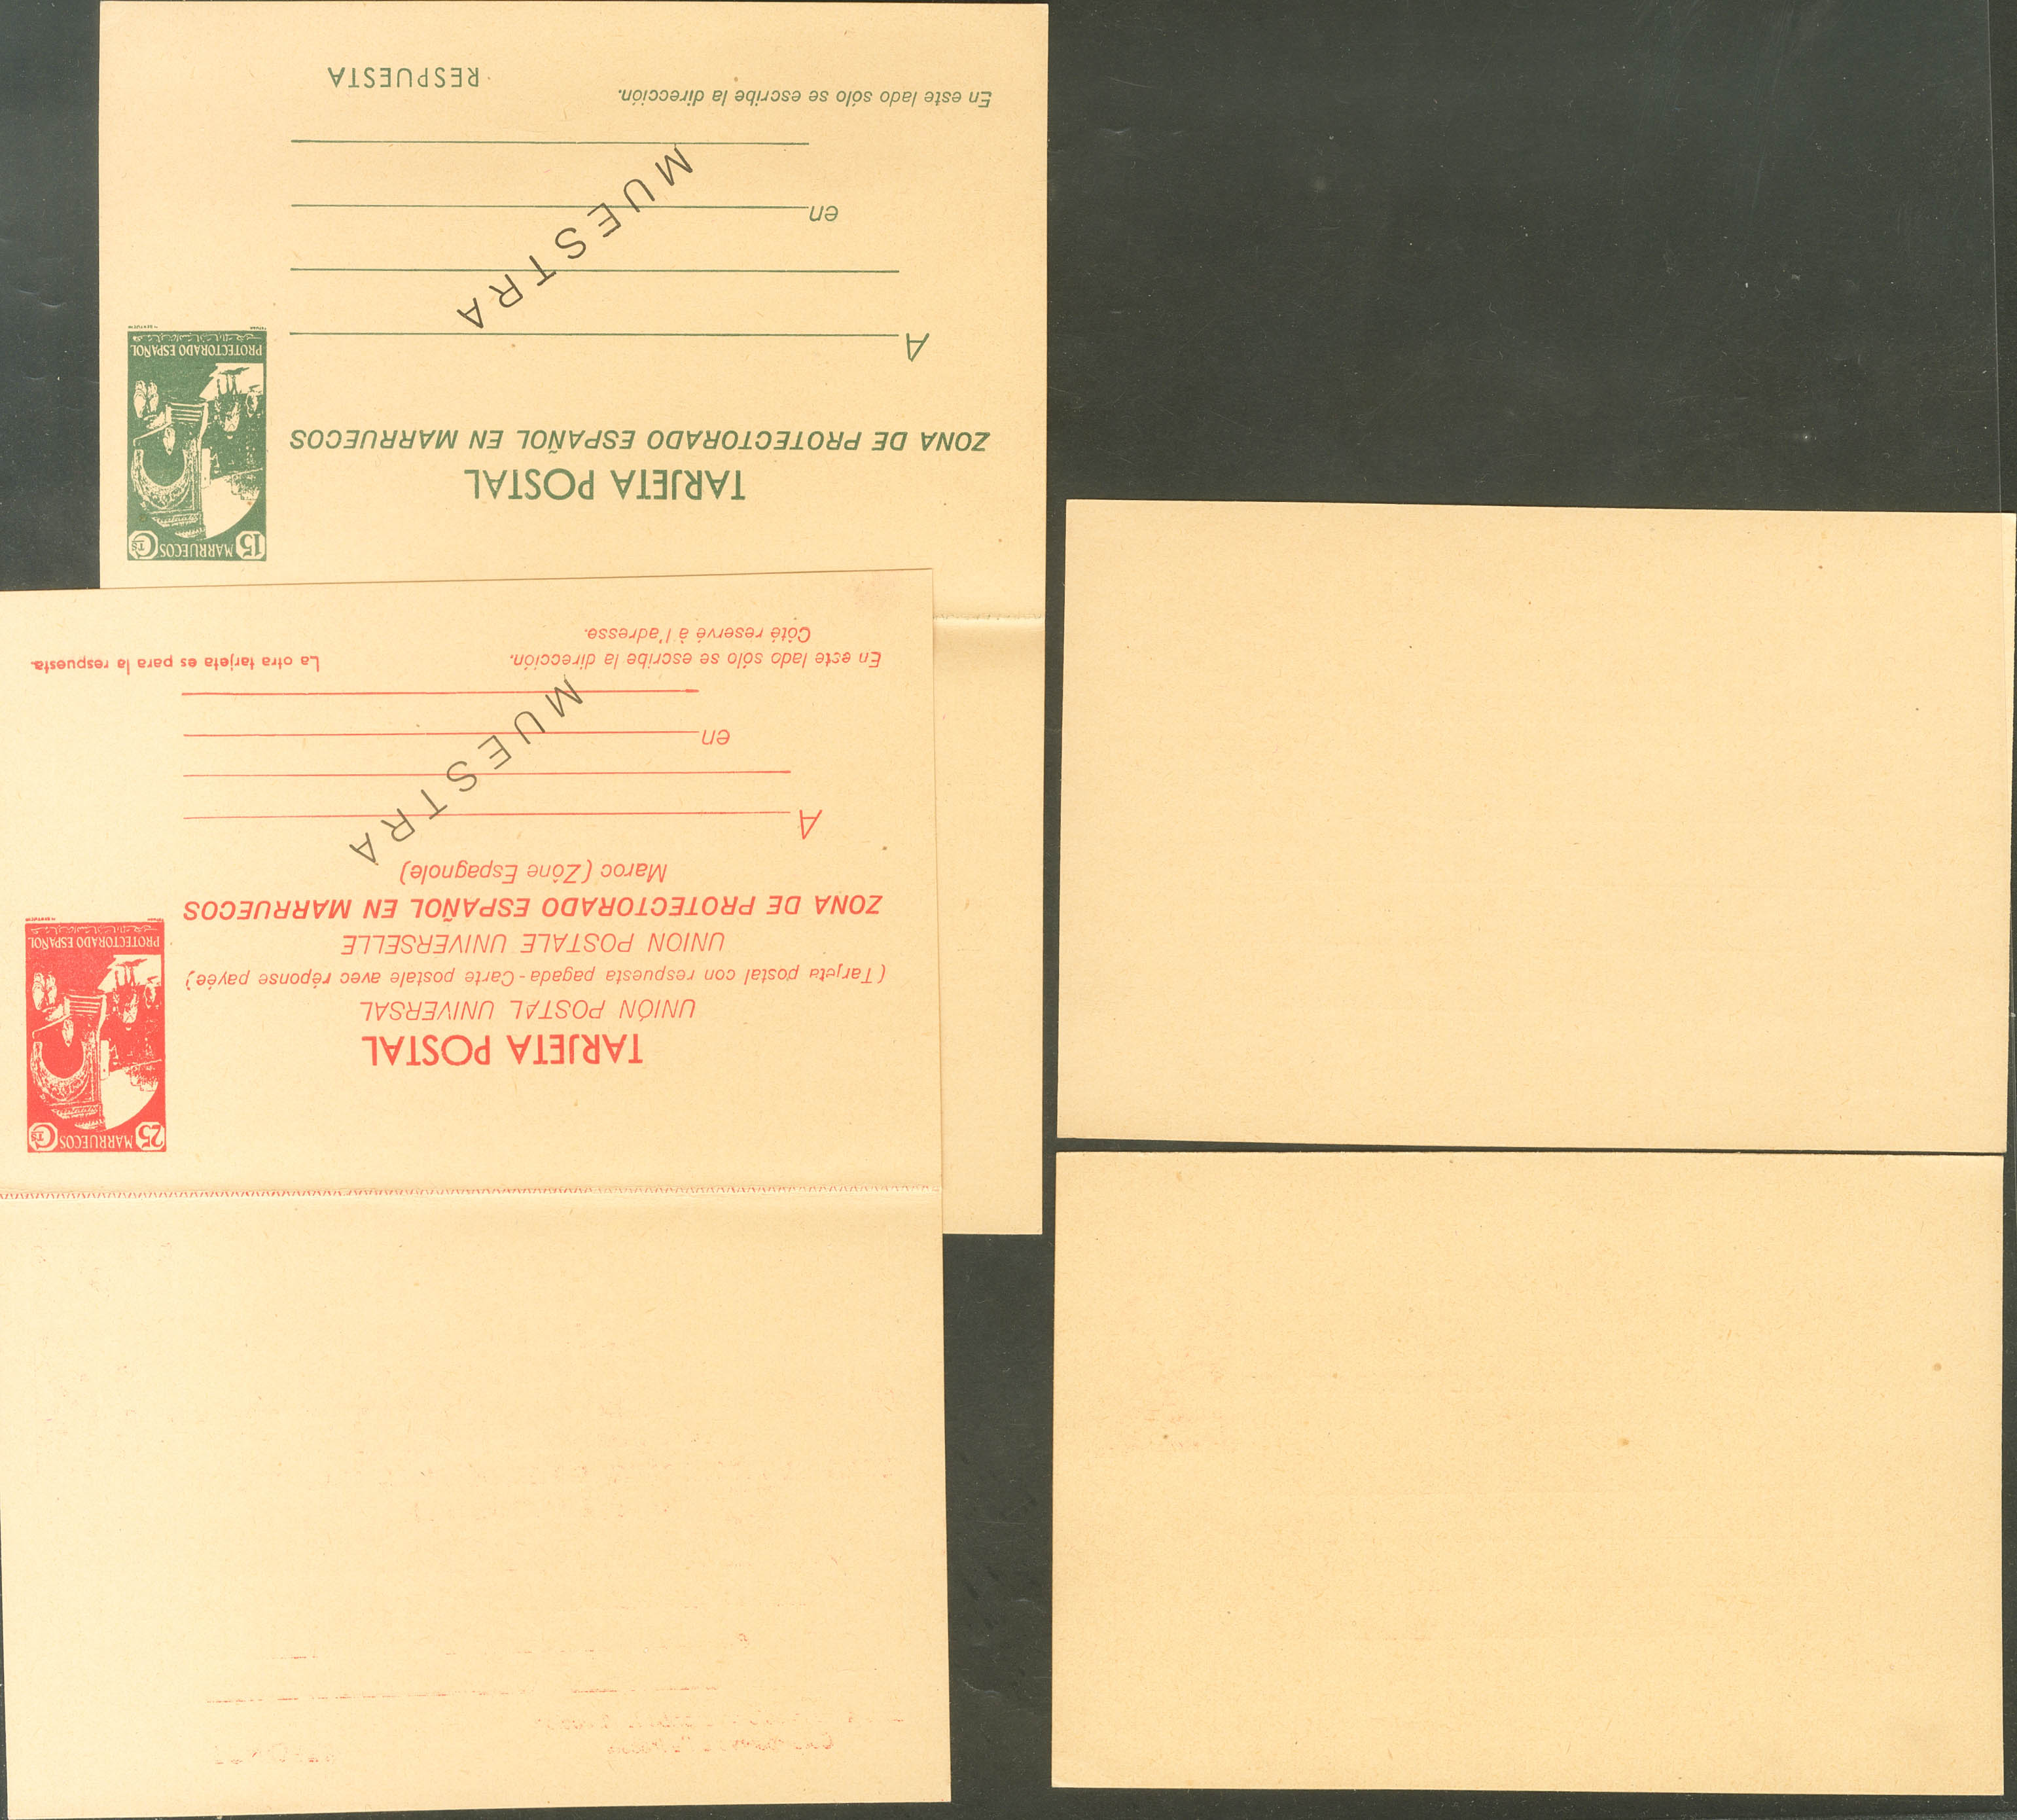 15 MARRUECOS CTS
TARJETA POSTAL
ZONA DE PROTECTORADO ESPAÑOL EN MARRUECOS
PROTECTORADO ESPAÑOL
A
MUESTRA
en
En este lado sólo se escribe la dirección.
RESPUESTA
25 MARRUECOS CTS
TARJETA POSTAL
UNIÓN POSTAL UNIVERSAL
(Tarjeta postal con respuesta pagada - Carte postale avec réponse payée)
UNION POSTALE UNIVERSELLE
ZONA DE PROTECTORADO ESPAÑOL EN MARRUECOS
PROTECTORADO ESPAÑOL
Maroc (Zône Espagnole)
A
MUESTRA
en
En este lado sólo se escribe la dirección.
La otra tarjeta es para la respuesta.
Côté reservé à l'adresse.